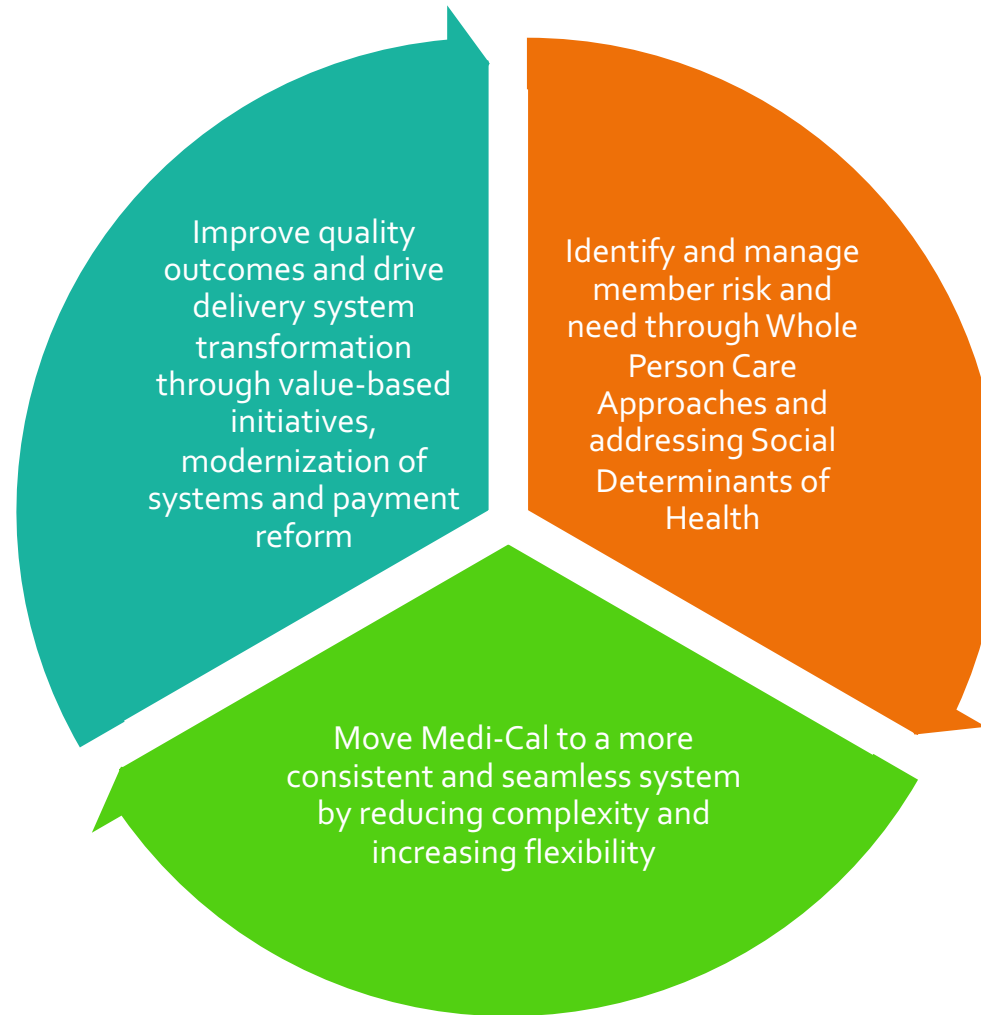 Improve quality
outcomes and drive
delivery system
transformation
through value-based
initiatives,
modernization of
systems and payment
reform
Identify and manage
member risk and
need through Whole
Person Care
Approaches and
addressing Social
Determinants of
Health
Move Medi-Cal to a more
consistent and seamless system
by reducing complexity and
increasing flexibility